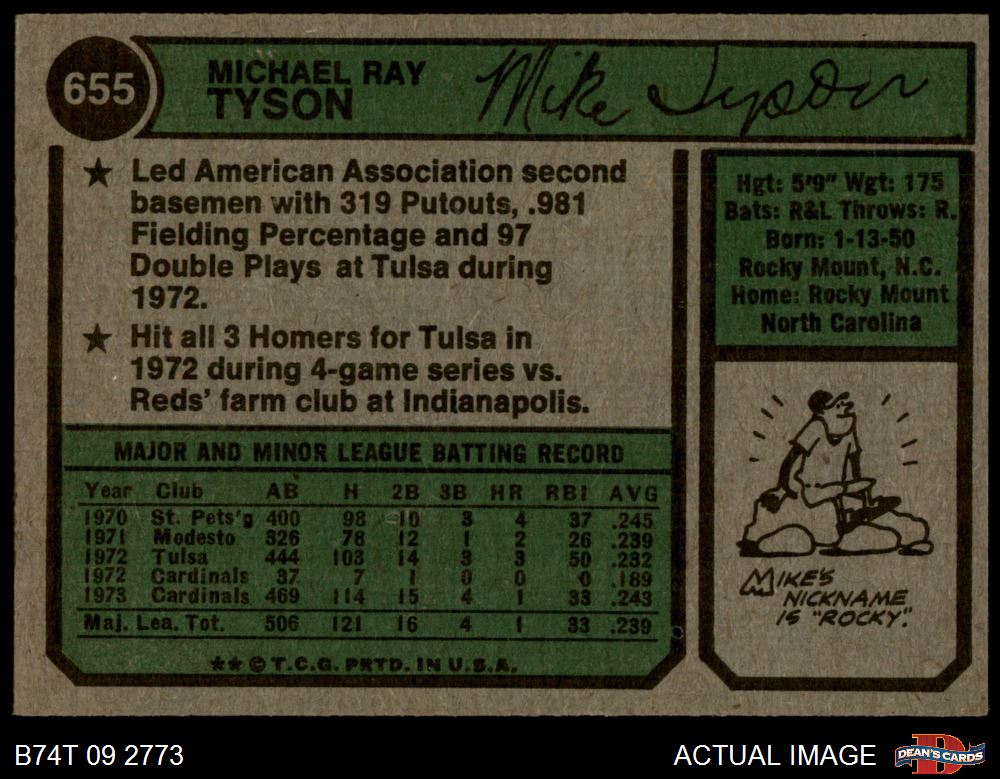 655
MICHAEL RAY
TYSON
Mike Tyson
★ Led American Association second
basemen with 319 Putouts, .981
Fielding Percentage and 97
Double Plays at Tulsa during
1972.
★ Hit all 3 Homers for Tulsa in
1972 during 4-game series vs.
Reds' farm club at Indianapolis.
Hgt: 5'9" Wgt: 175
Bats: R&L Throws: R.
Born: 1-13-50
Rocky Mount, N.C.
Home: Rocky Mount
North Carolina
MAJOR AND MINOR LEAGUE BATTING RECORD
Year Club AB H 2B 3B HR RBI AVG
1970 St. Pets'g 400 98 10 3 4 37 .245
1971 Modesto 326 78 12 1 2 26 .239
1972 Tulsa 444 103 14 3 3 50 .232
1972 Cardinals 37 7 1 0 0 0 .189
1973 Cardinals 469 114 15 4 1 33 .243
Maj. Lea. Tot. 506 121 16 4 1 33 .239
★★ © T.C.G. PRTD. IN U.S.A.
MIKE'S
NICKNAME
IS "ROCKY".
B74T 09 2773
ACTUAL IMAGE
DEAN'S CARDS